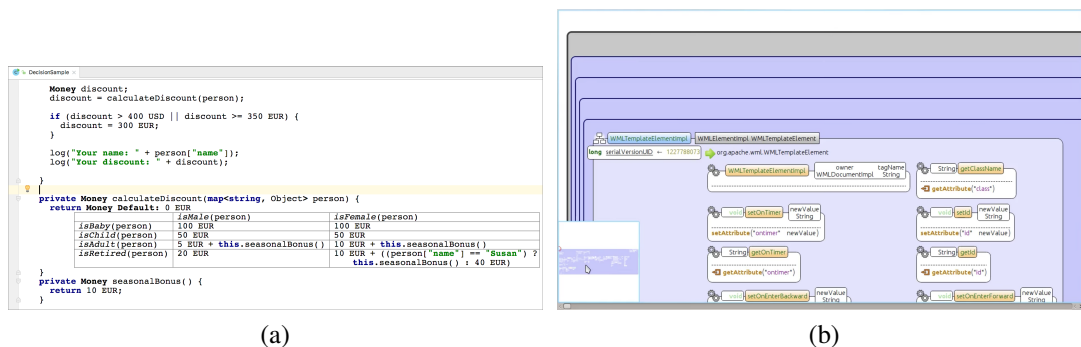 DecisionSample
Money discount;
discount = calculateDiscount(person);
if (discount > 400 USD || discount >= 350 EUR) {
discount = 300 EUR;
}
log("Your name: " + person["name"]);
log("Your discount: " + discount);
}
private Money calculateDiscount(map<string, Object> person) {
return Money Default: 0 EUR
isMale(person) isFemale(person)
isBaby(person) 100 EUR 100 EUR
isChild(person) 50 EUR 50 EUR
isAdult(person) 5 EUR + this.seasonalBonus() 10 EUR + this.seasonalBonus()
isRetired(person) 20 EUR 10 EUR + ((person["name"] == "Susan") ?
this.seasonalBonus() : 40 EUR)
}
private Money seasonalBonus() {
return 10 EUR;
}
(a)
WMLTemplateElementImpl WMLElementImpl WMLTemplateElement
long serialVersionUID ← 1227788073 org.apache.wml.WMLTemplateElement
WMLTemplateElementImpl owner tagName
WMLDocumentImpl String
String getClassName
getAttribute("class")
void setOnTimer newValue
String
setAttribute("ontimer" newValue)
void setId newValue
String
setAttribute("id" newValue)
String getOnTimer
getAttribute("ontimer")
String getId
getAttribute("id")
void setOnEnterBackward newValue
String
void setOnEnterForward newValue
String
(b)